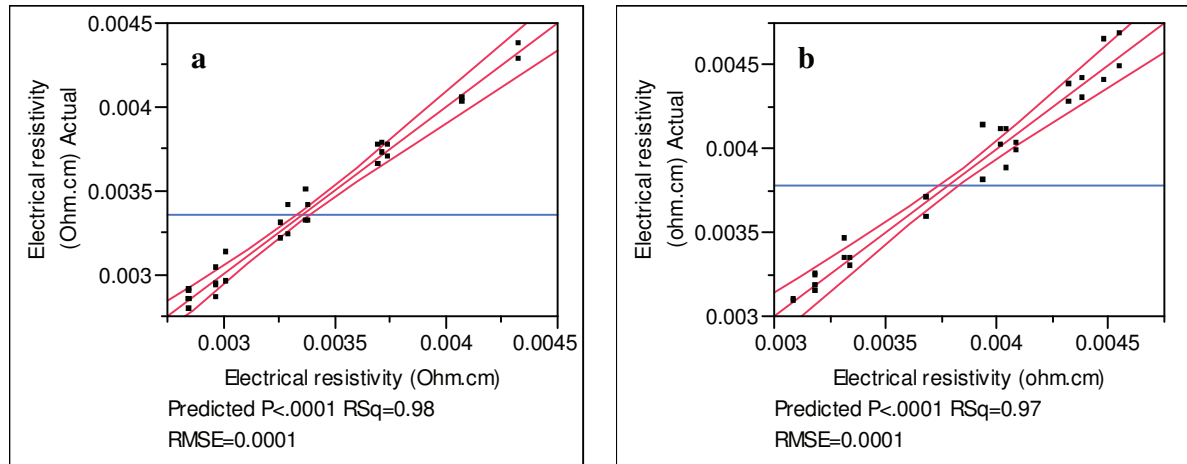 a
0.0045
0.004
0.0035
0.003
Electrical resistivity
(Ohm.cm) Actual
0.003 0.0035 0.004 0.0045
Electrical resistivity (Ohm.cm)
Predicted P<.0001 RSq=0.98
RMSE=0.0001
b
0.0045
0.004
0.0035
0.003
Electrical resistivity
(ohm.cm) Actual
0.003 0.0035 0.004 0.0045
Electrical resistivity (ohm.cm)
Predicted P<.0001 RSq=0.97
RMSE=0.0001